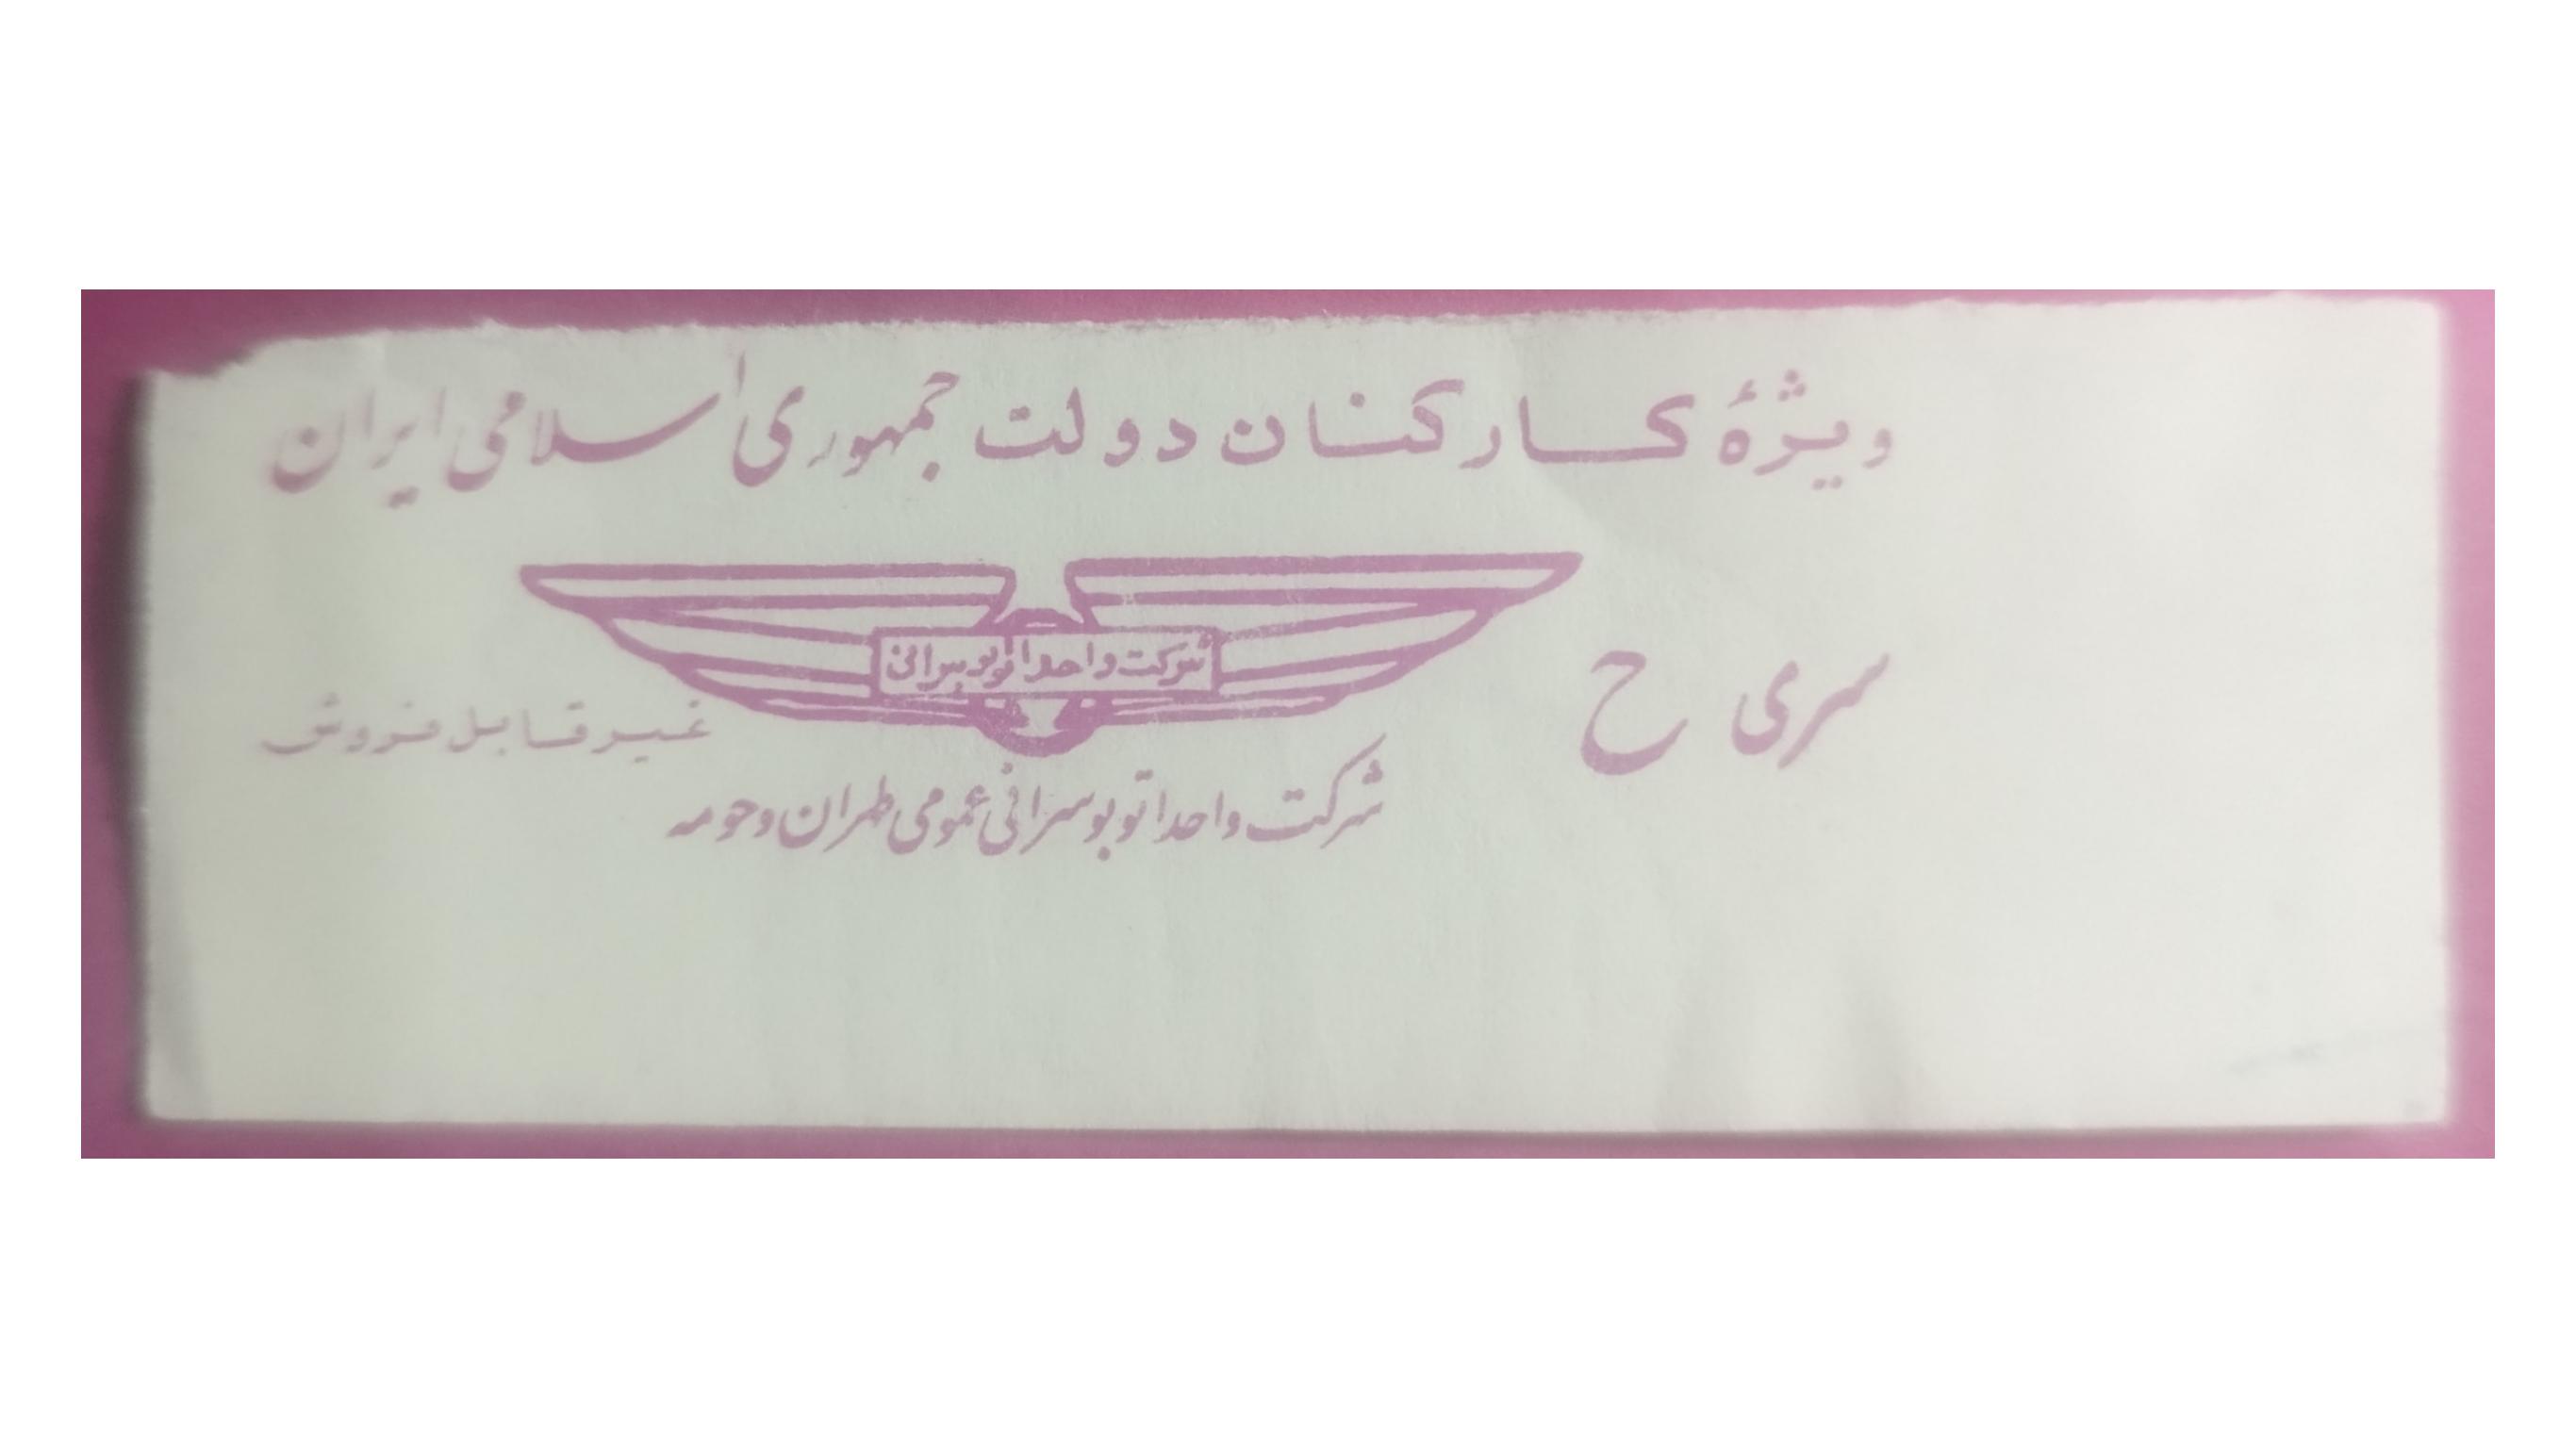 ویژهٔ کارکنان دولت جمهوری اسلامی ایران
شرکت واحد اتوبوسرانی
سری ح
غیر قابل فروش
شرکت واحد اتوبوسرانی عمومی طهران و حومه